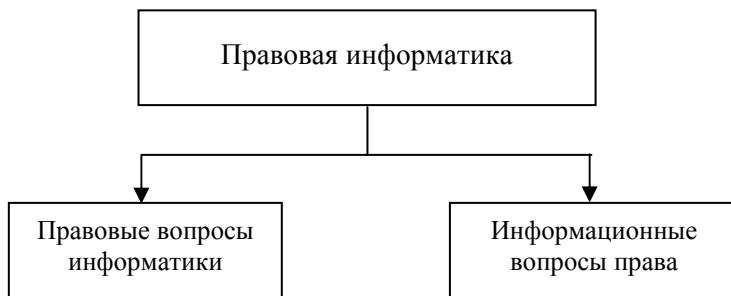 Правовая информатика
Правовые вопросы
информатики
Информационные
вопросы права